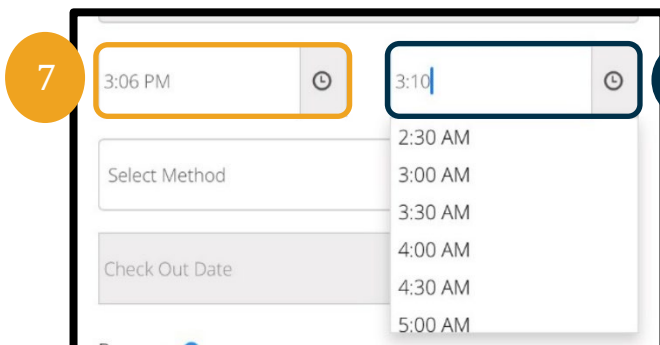 7
3:06 PM
3:10
2:30 AM
3:00 AM
Select Method
3:30 AM
4:00 AM
Check Out Date
4:30 AM
5:00 AM